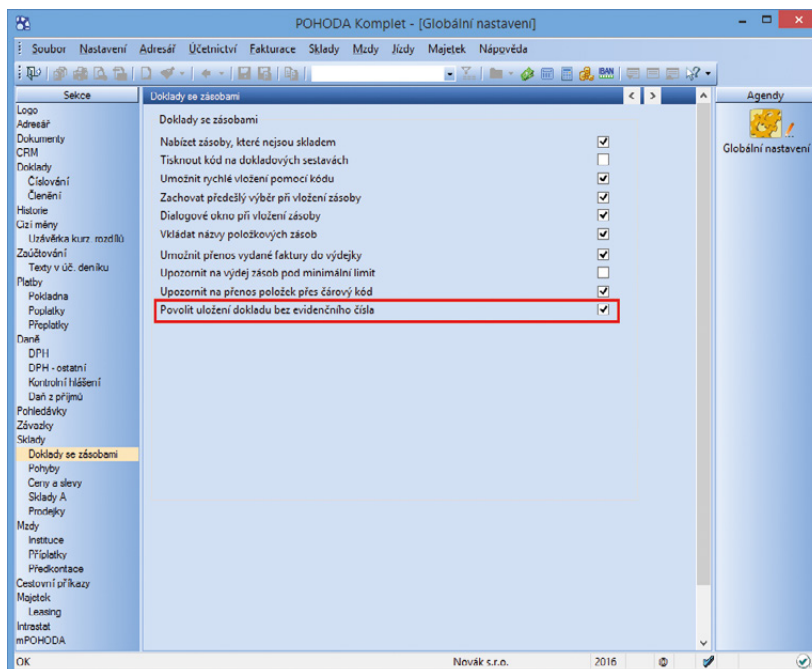 POHODA Komplet - [Globální nastavení]
Soubor Nastavení Adresář Účetnictví Fakturace Sklady Mzdy Jízdy Majetek Nápověda
IBAN
Sekce
Logo
Adresář
Dokumenty
CRM
Doklady
Číslování
Členění
Historie
Cizí měny
Uzávěrka kurz. rozdílů
Zaúčtování
Texty v úč. deníku
Platby
Pokladna
Poplatky
Přeplatky
Daně
DPH
DPH - ostatní
Kontrolní hlášení
Daň z příjmů
Pohledávky
Závazky
Sklady
Doklady se zásobami
Pohyby
Ceny a slevy
Sklady A
Prodejky
Mzdy
Instituce
Příplatky
Předkontace
Cestovní příkazy
Majetek
Leasing
Intrastat
mPOHODA
Doklady se zásobami
Doklady se zásobami
Nabízet zásoby, které nejsou skladem
Tisknout kód na dokladových sestavách
Umožnit rychlé vložení pomocí kódu
Zachovat předešlý výběr při vložení zásoby
Dialogové okno při vložení zásoby
Vkládat názvy položkových zásob
Umožnit přenos vydané faktury do výdejky
Upozornit na výdej zásob pod minimální limit
Upozornit na přenos položek přes čárový kód
Povolit uložení dokladu bez evidenčního čísla
Agendy
Globální nastavení
OK Novák s.r.o. 2016 @